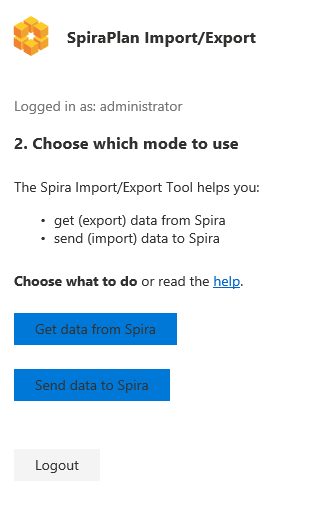 SpiraPlan Import/Export
Logged in as: administrator
2. Choose which mode to use
The Spira Import/Export Tool helps you:
• get (export) data from Spira
• send (import) data to Spira
Choose what to do or read the help.
Get data from Spira
Send data to Spira
Logout